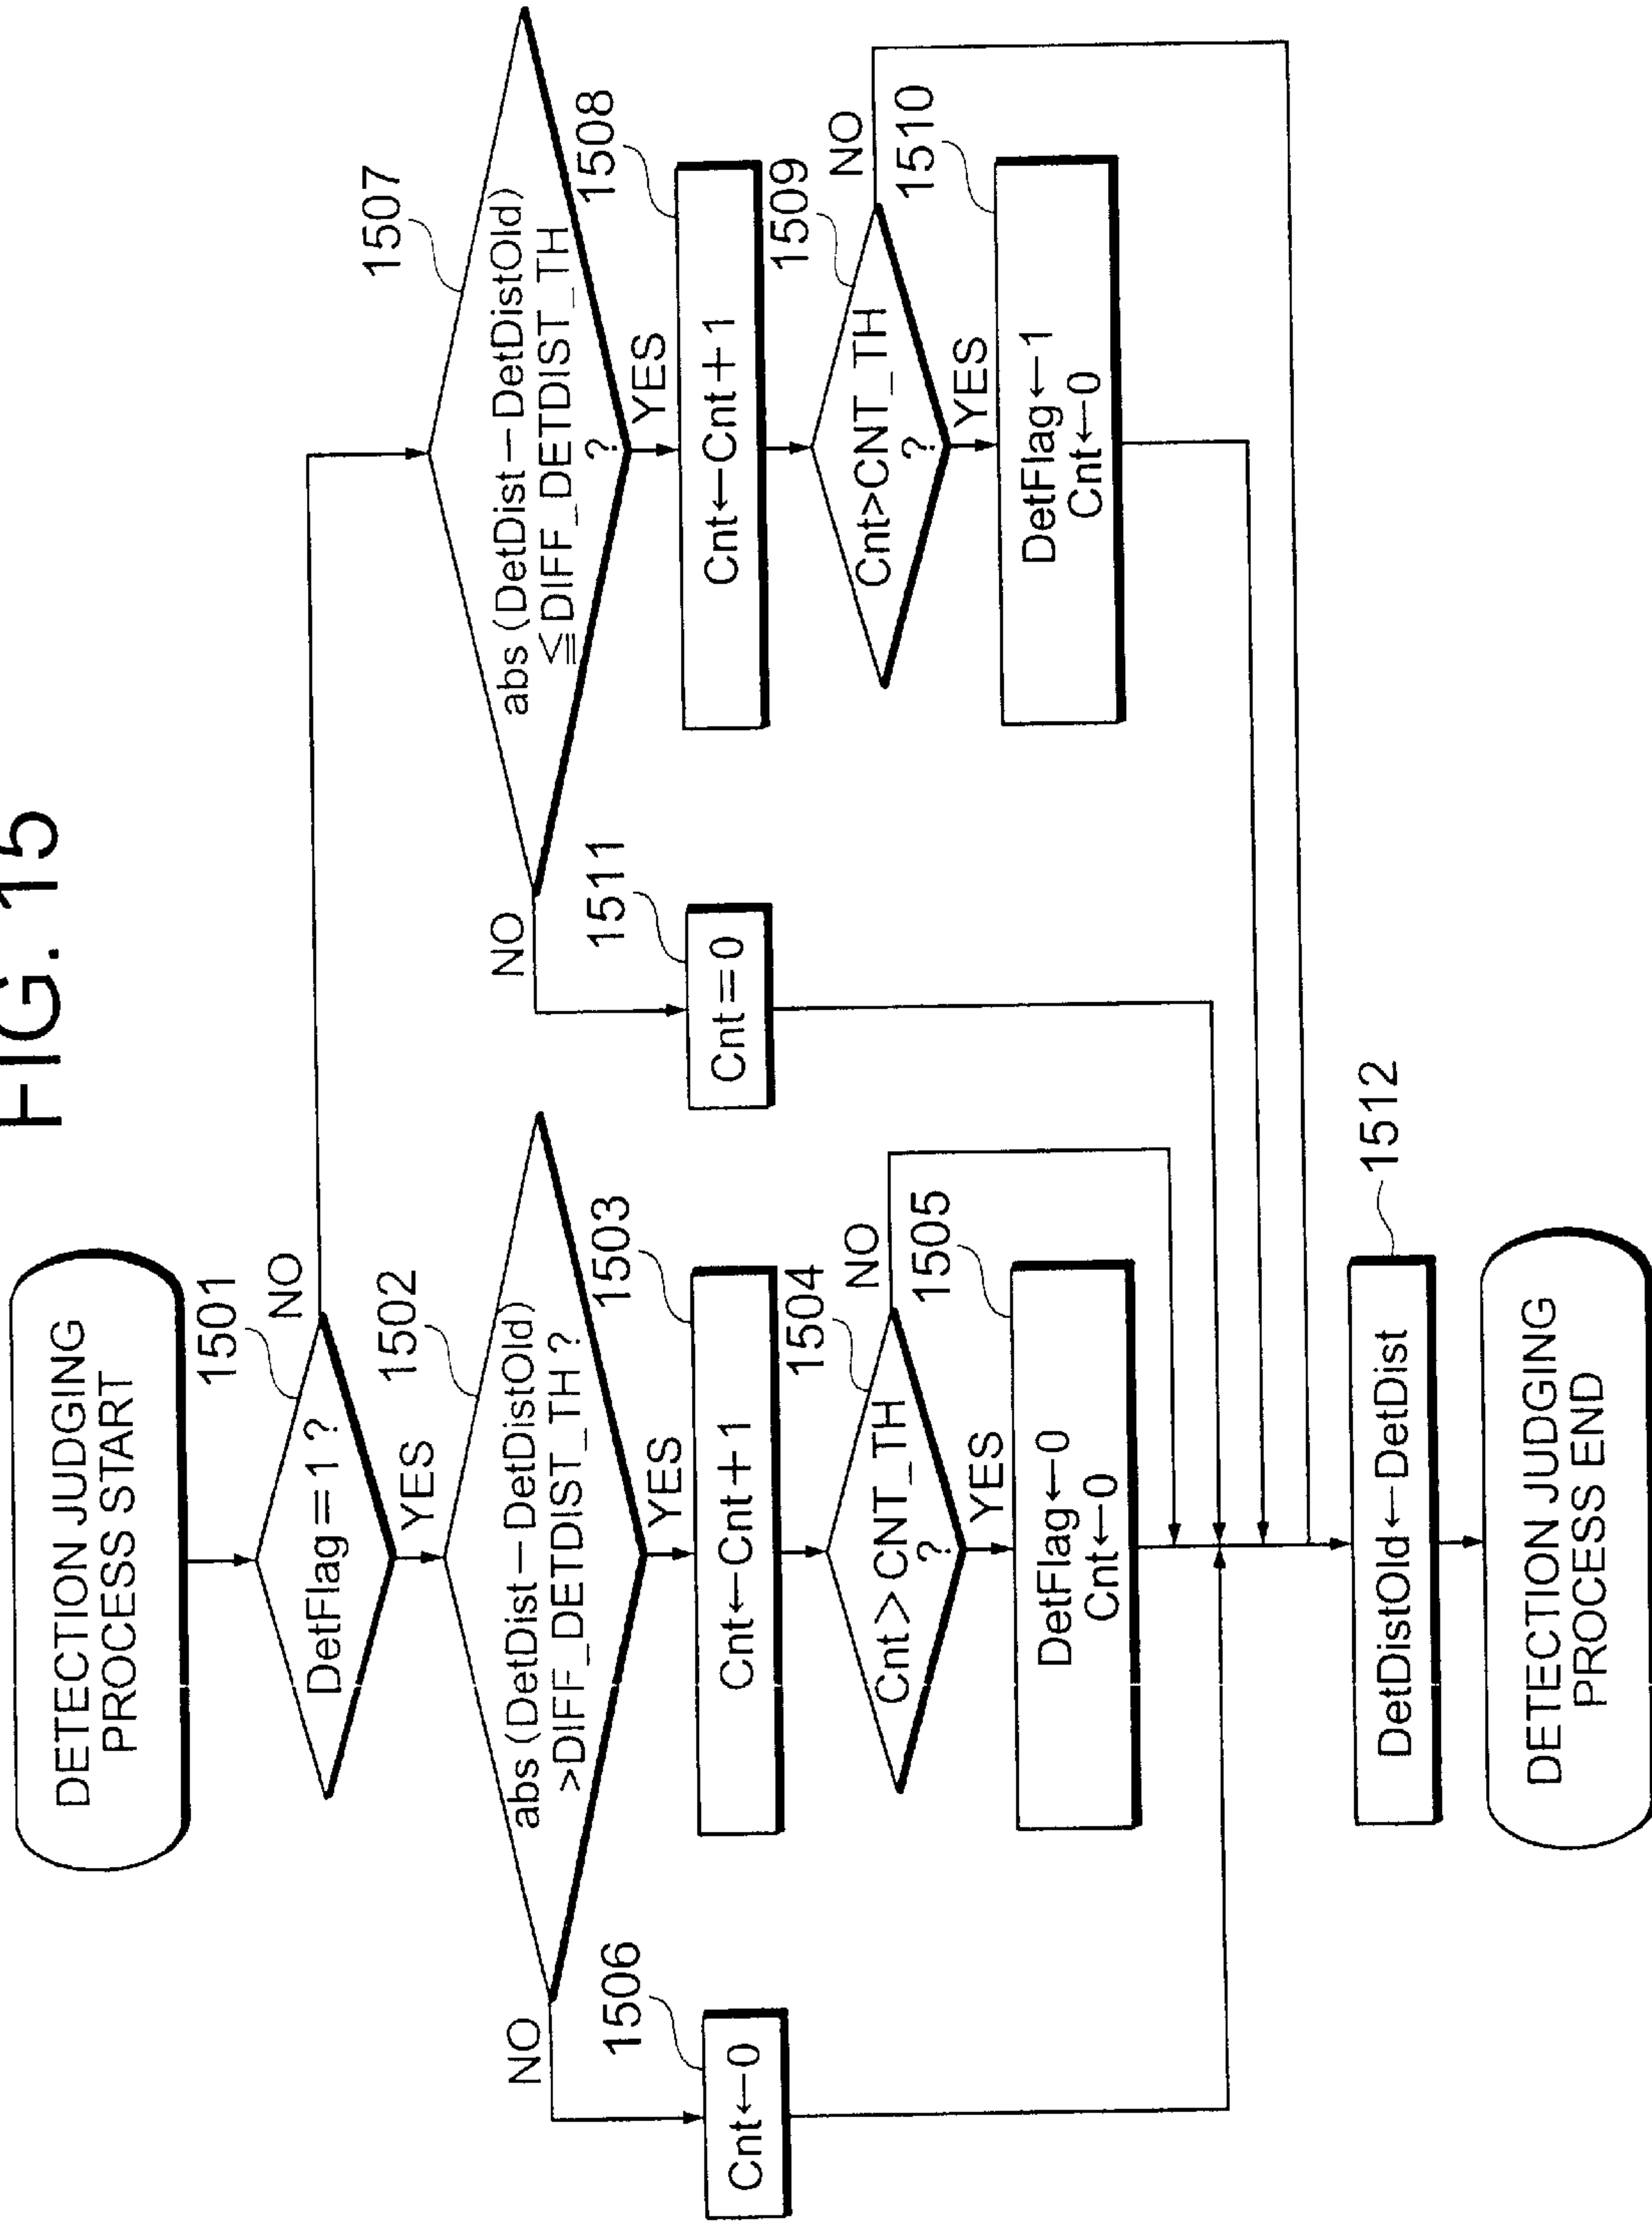 FIG. 15
DETECTION JUDGING
PROCESS START
1501
DetFlag=1 ?
NO
YES
1502
abs (DetDist－DetDistOld)
>DIFF_DETDIST_TH ?
NO
YES
1506
Cnt←0
1503
Cnt←Cnt+1
1504
Cnt>CNT_TH
?
NO
YES
1505
DetFlag←0
Cnt←0
1507
abs (DetDist－DetDistOld)
≦DIFF_DETDIST_TH
?
NO
YES
1511
Cnt=0
1508
Cnt←Cnt+1
1509
Cnt>CNT_TH
?
NO
YES
1510
DetFlag←1
Cnt←0
1512
DetDistOld←DetDist
DETECTION JUDGING
PROCESS END